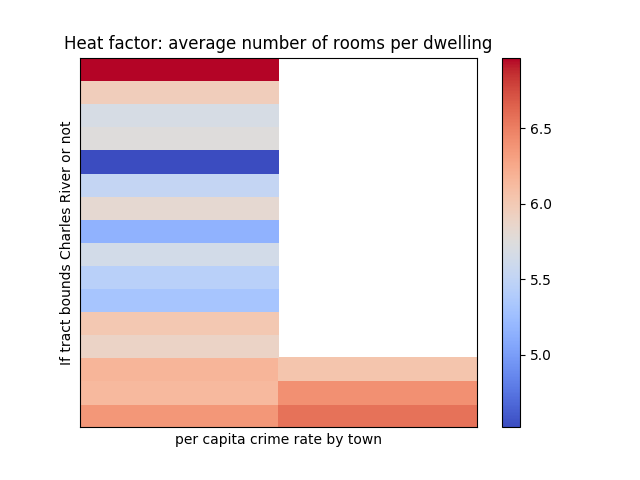 Heat factor: average number of rooms per dwelling
If tract bounds Charles River or not
per capita crime rate by town
6.5
6.0
5.5
5.0